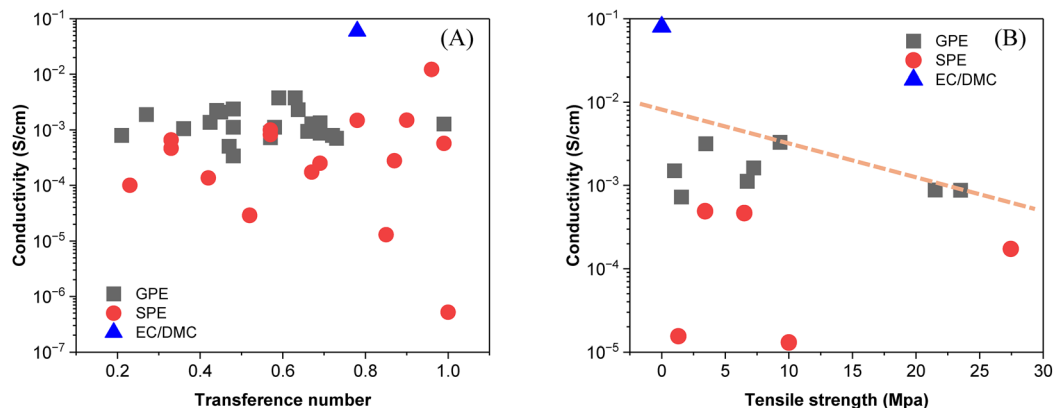 (A)
Conductivity (S/cm)
10⁻¹
10⁻²
10⁻³
10⁻⁴
10⁻⁵
10⁻⁶
10⁻⁷
GPE
SPE
EC/DMC
0.2 0.4 0.6 0.8 1.0
Transference number
(B)
Conductivity (S/cm)
10⁻¹
10⁻²
10⁻³
10⁻⁴
10⁻⁵
GPE
SPE
EC/DMC
0 5 10 15 20 25 30
Tensile strength (Mpa)